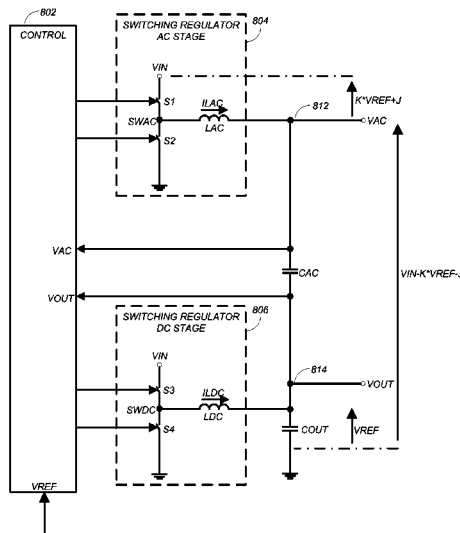 802
CONTROL
SWITCHING REGULATOR
AC STAGE
804
VIN
S1
SWAC
S2
ILAC
LAC
812
K*VREF+J
VAC
VAC
CAC
VIN-K*VREF-J
VOUT
SWITCHING REGULATOR
DC STAGE
806
VIN
S3
SWDC
S4
ILDC
LDC
814
VOUT
COUT
VREF
VREF